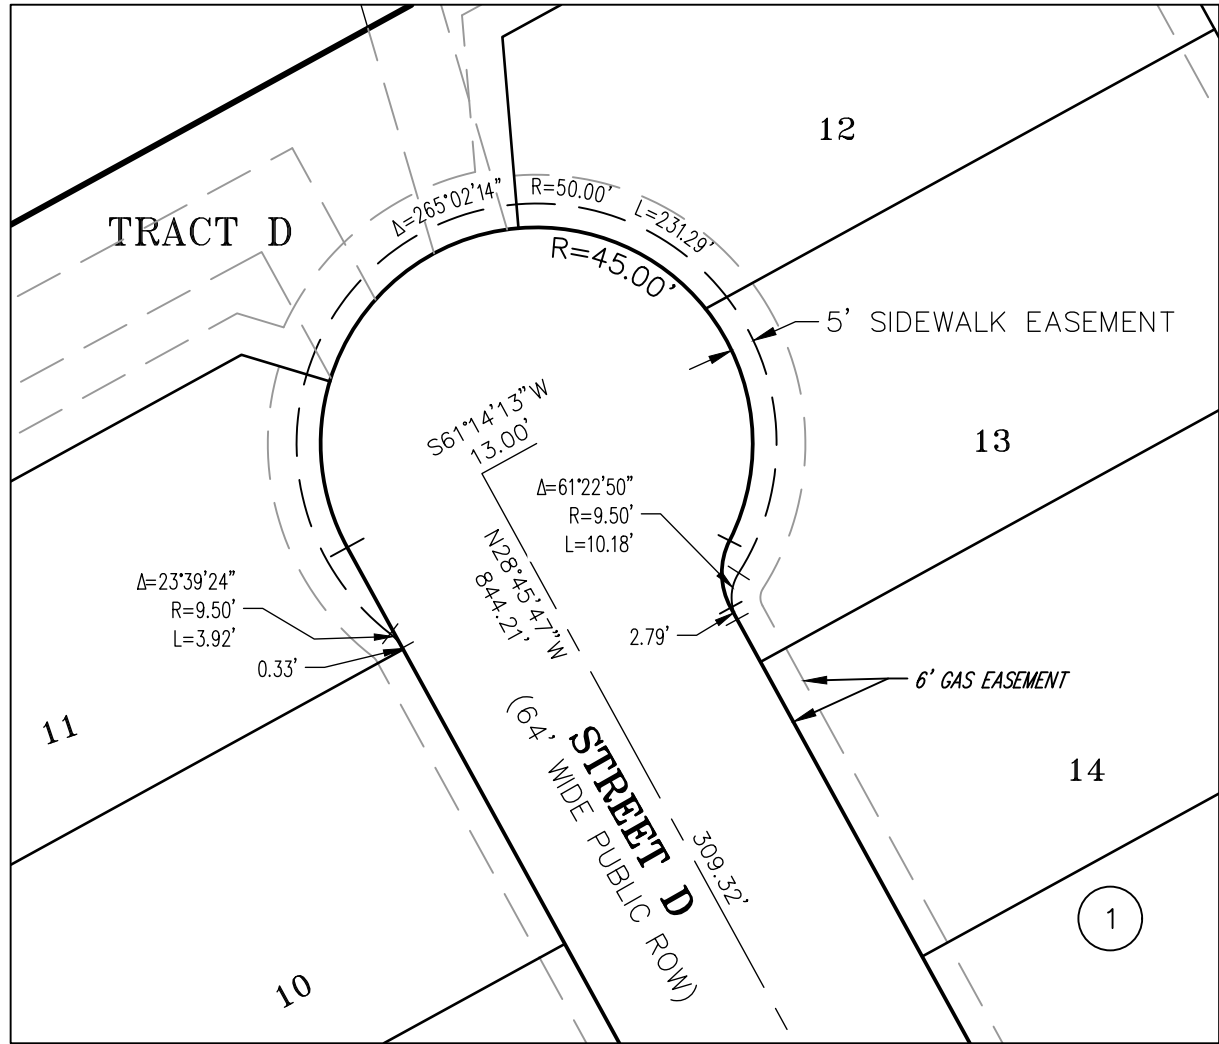 12
Δ=265°02'14"
R=50.00'
L=231.29'
TRACT D
R=45.00'
5' SIDEWALK EASEMENT
S61°14'13"W
13.00'
13
Δ=61°22'50"
R=9.50'
L=10.18'
N28°45'47"W
844.21'
Δ=23°39'24"
R=9.50'
L=3.92'
0.33'
2.79'
6' GAS EASEMENT
11
STREET D
(64' WIDE PUBLIC ROW)
14
309.32'
1
10